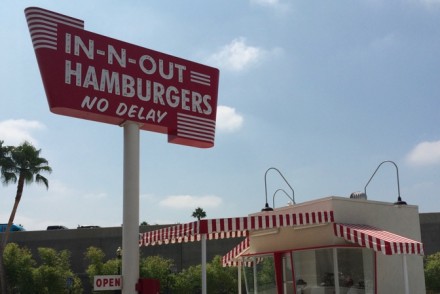 IN-N-OUT
HAMBURGERS
NO DELAY
OPEN